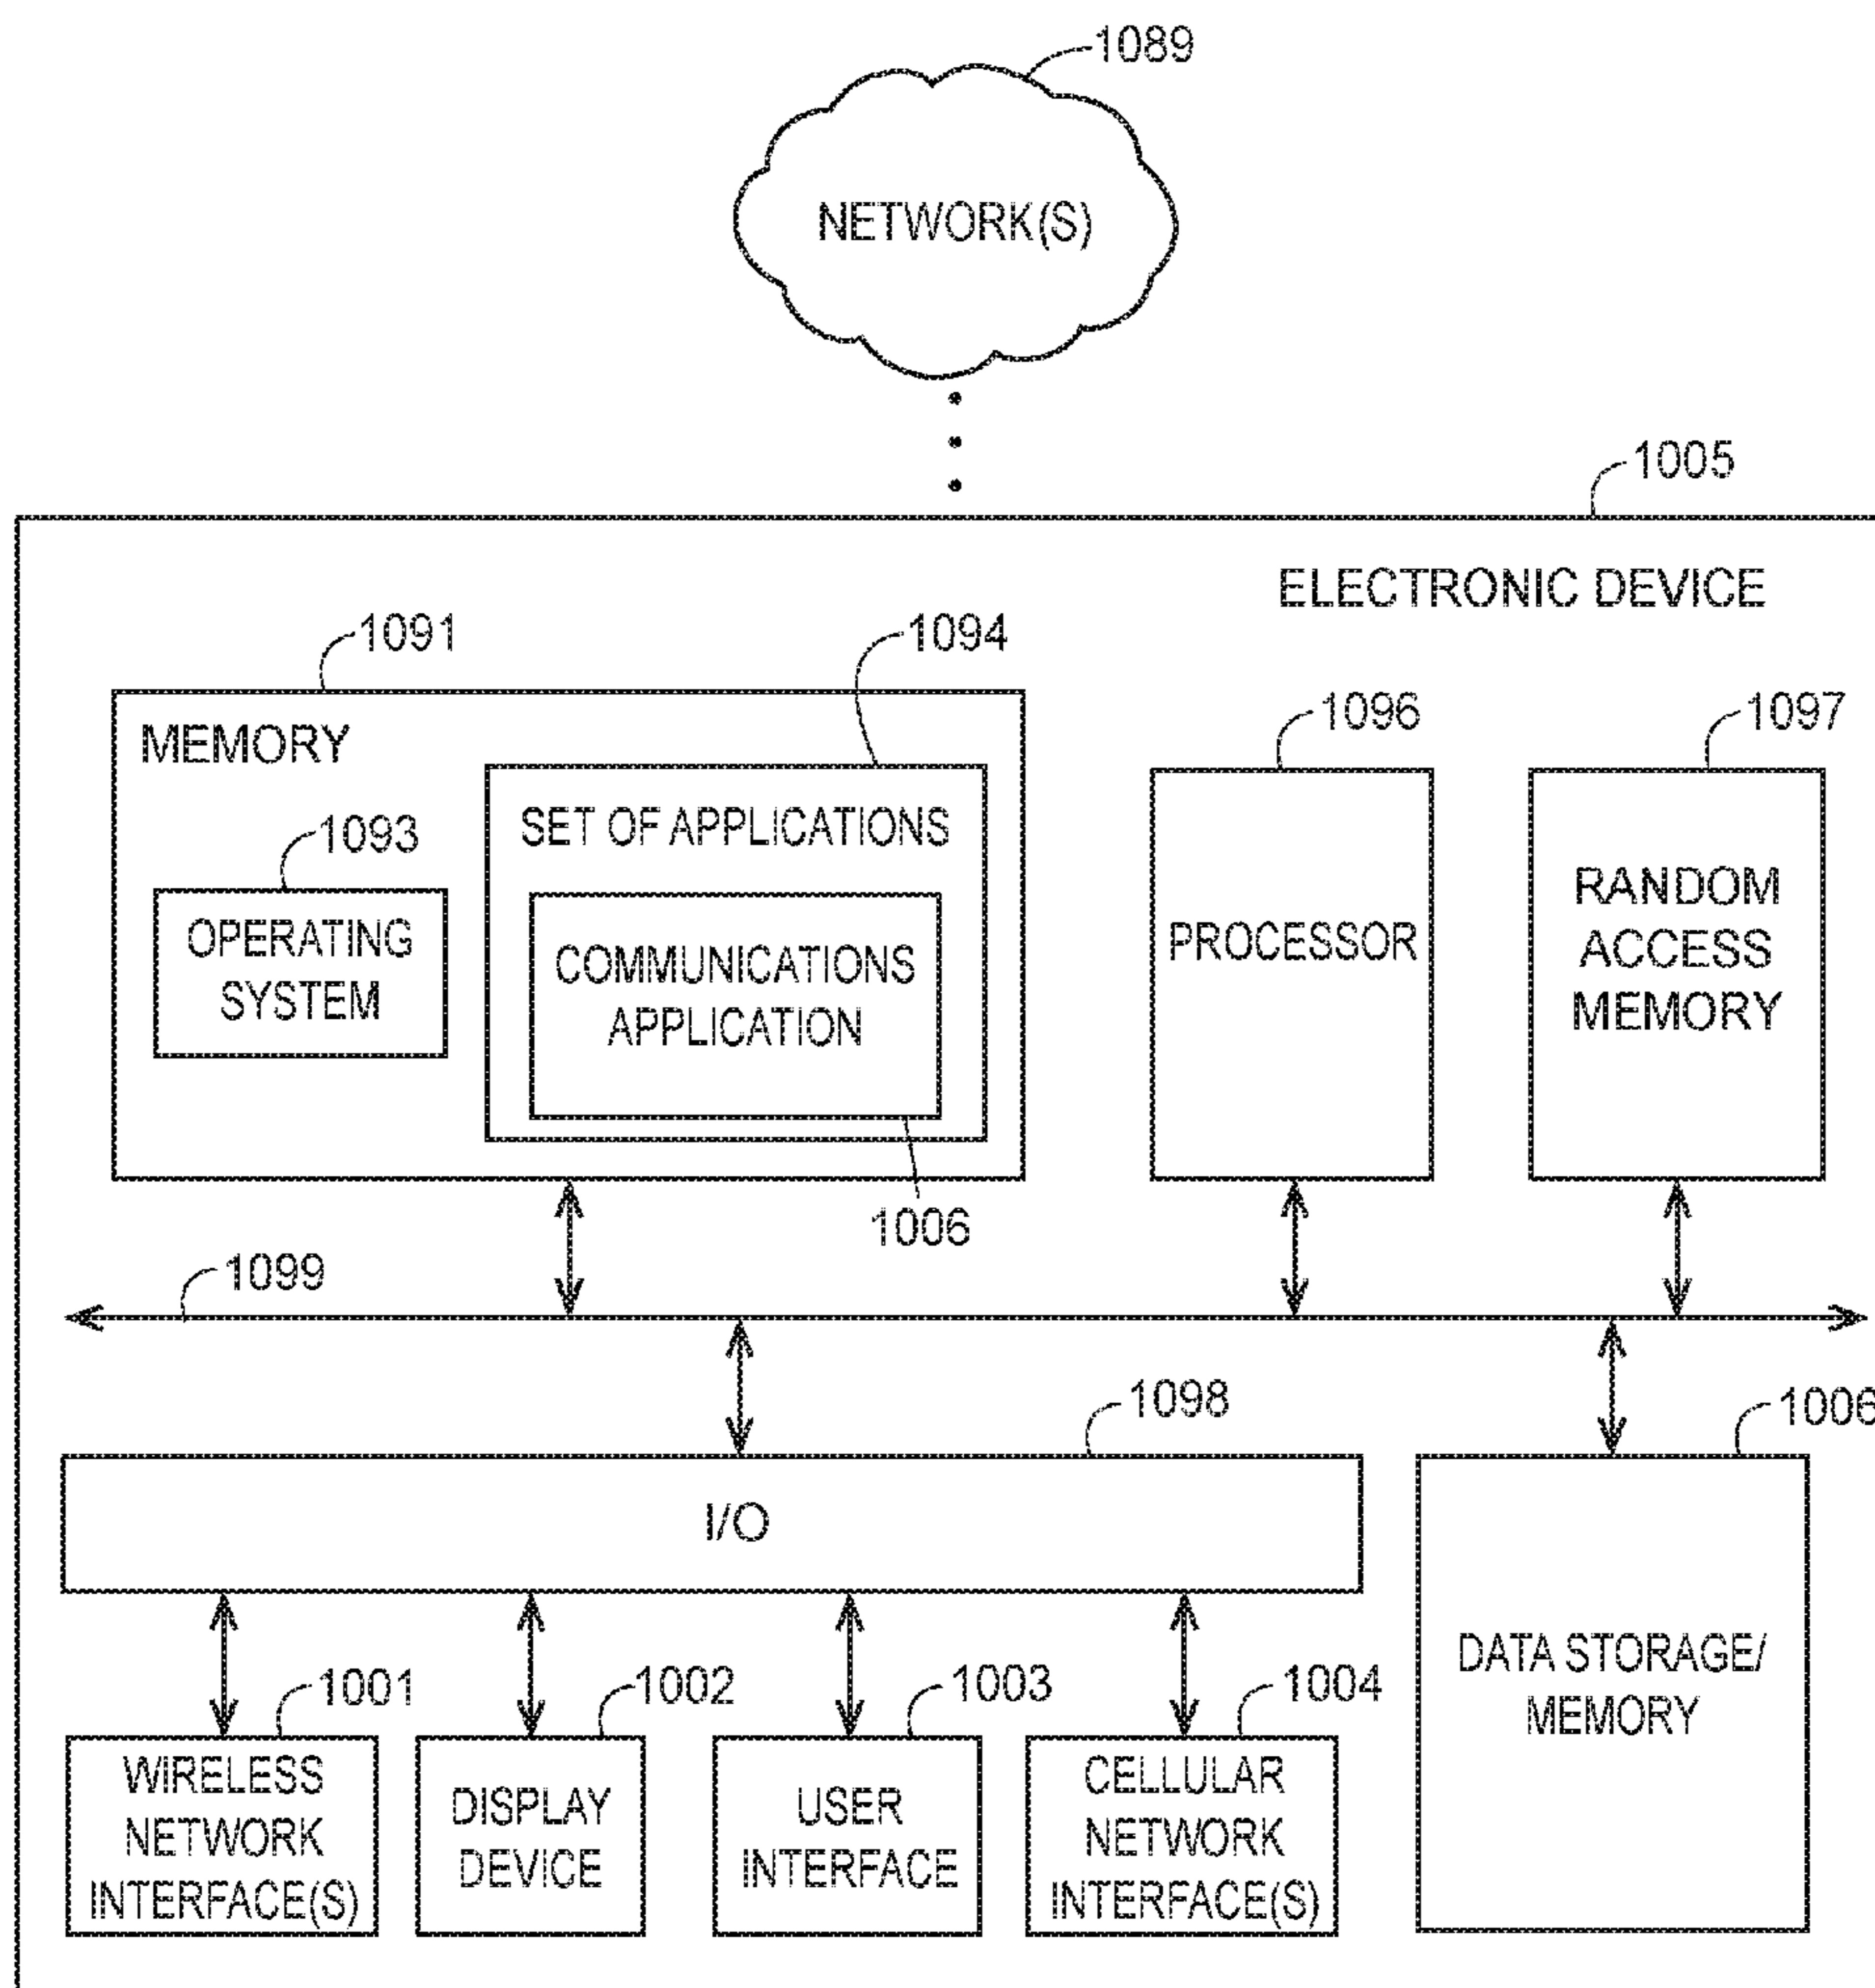 1089
NETWORK(S)
1005
ELECTRONIC DEVICE
1091
1094
MEMORY
1096
1097
SET OF APPLICATIONS
1093
OPERATING
SYSTEM
COMMUNICATIONS
APPLICATION
PROCESSOR
RANDOM
ACCESS
MEMORY
1006
1099
1098
1006
I/O
DATA STORAGE/
MEMORY
1001
1002
1003
1004
WIRELESS
NETWORK
INTERFACE(S)
DISPLAY
DEVICE
USER
INTERFACE
CELLULAR
NETWORK
INTERFACE(S)